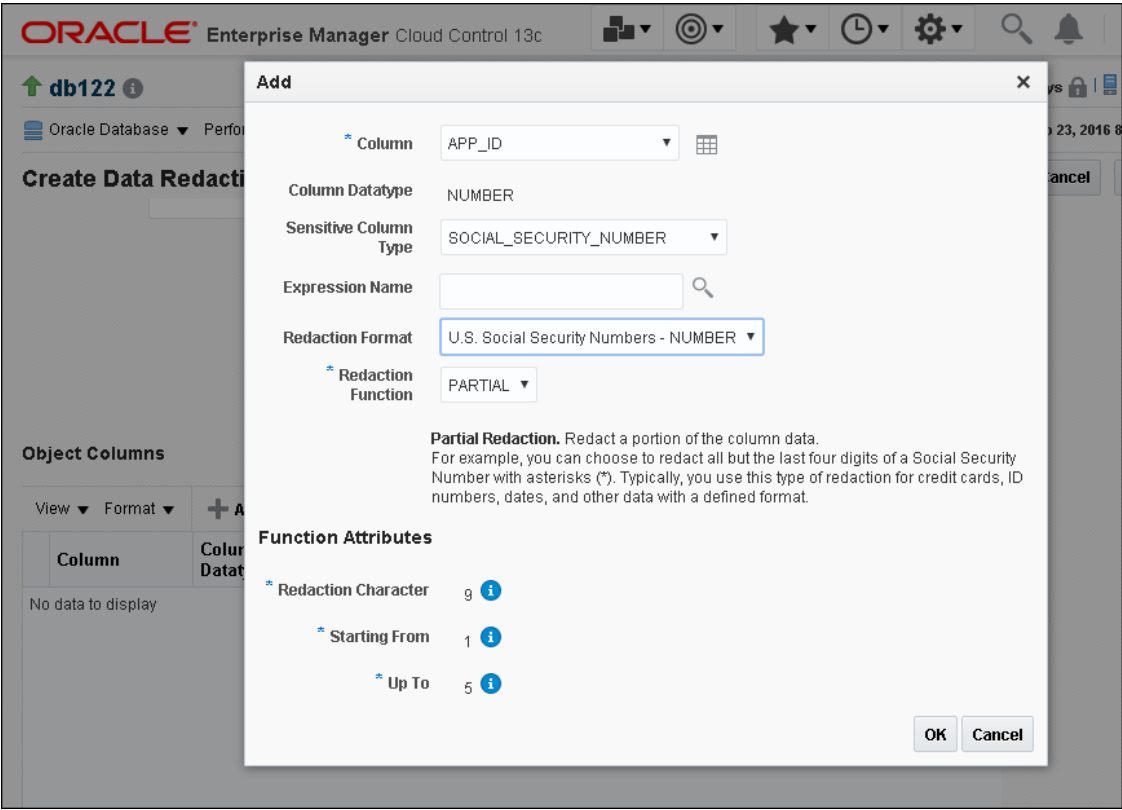 ORACLE Enterprise Manager Cloud Control 13c
db122
Oracle Database
Create Data
Add
* Column APP_ID
Column Datatype NUMBER
Sensitive Column
Type
SOCIAL_SECURITY_NUMBER
Expression Name
Redaction Format U.S. Social Security Numbers - NUMBER
* Redaction
Function
PARTIAL
Partial Redaction. Redact a portion of the column data.
For example, you can choose to redact all but the last four digits of a Social Security
Number with asterisks (*). Typically, you use this type of redaction for credit cards, ID
numbers, dates, and other data with a defined format.
23, 2016 8
Object Columns
View Format
Column
No data to display
Function Attributes
* Redaction Character 9
* Starting From 1
* Up To 5
OK Cancel